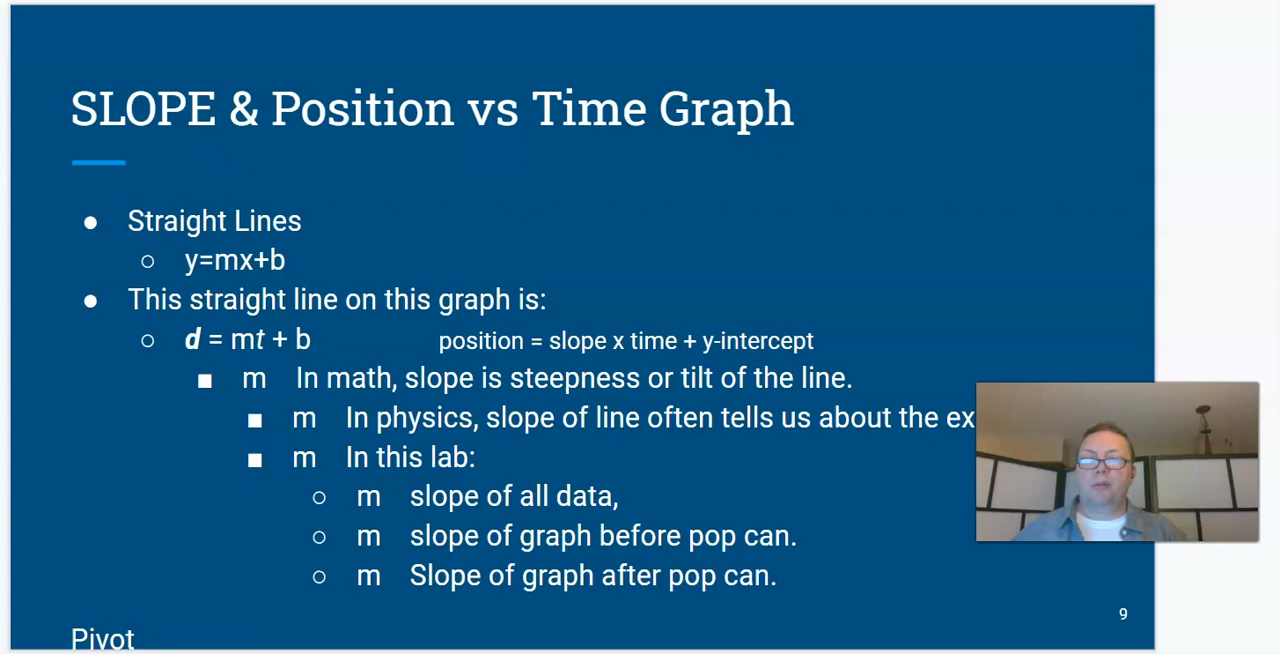 SLOPE & Position vs Time Graph
● Straight Lines
○ y=mx+b
● This straight line on this graph is:
○ d = mt + b position = slope x time + y-intercept
■ m In math, slope is steepness or tilt of the line.
■ m In physics, slope of line often tells us about the
■ m In this lab:
○ m slope of all data,
○ m slope of graph before pop can.
○ m Slope of graph after pop can.
9
Pivot